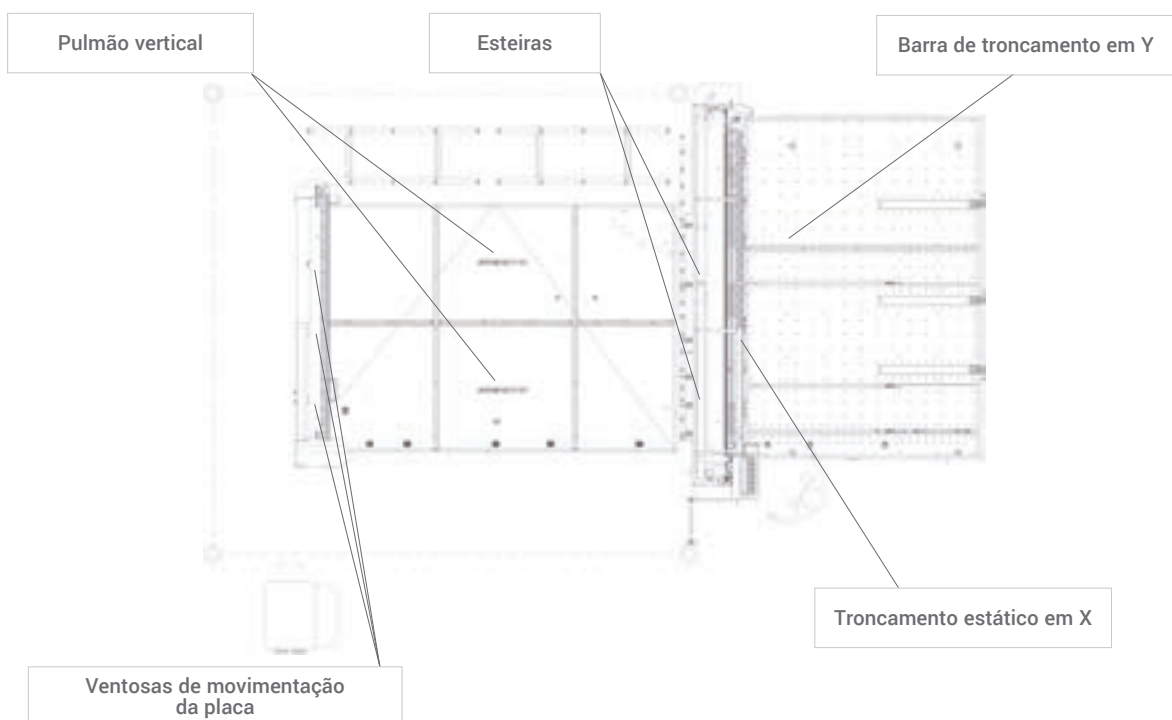 Pulmão vertical
Esteiras
Barra de troncamento em Y
Troncamento estático em X
Ventosas de movimentação
da placa